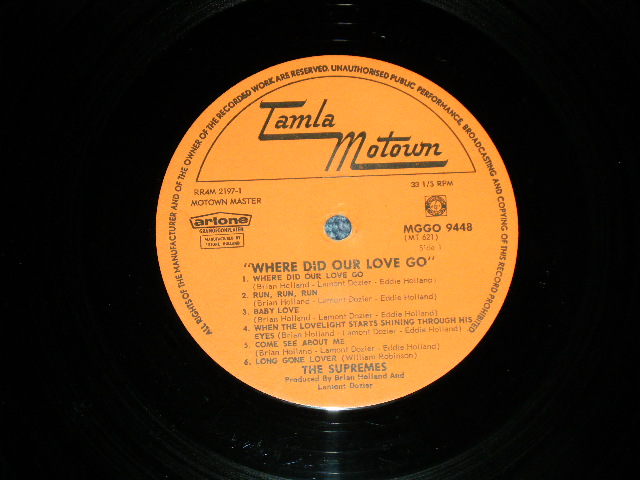 ALL RIGHTS OF THE MANUFACTURER AND OF THE OWNER OF THE RECORDED WORK ARE RESERVED. UNAUTHORISED PUBLIC PERFORMANCE, BROADCASTING AND COPYING OF THIS RECORD PROHIBITED
Tamla
Motown
RR4M 2197-1
MOTOWN MASTER
33 1/3 RPM
artone
GRAMOFOONPLATEN
MANUFACTURED BY
MGGO 9448
(MT 621)
Side 1
"WHERE DiD OUR LOVE GO"
1. WHERE DID OUR LOVE GO
(Brian Holland - Lamont Dozier - Eddie Holland)
2. RUN, RUN, RUN
(Brian Holland - Lamont Dozier - Eddie Holland)
3. BABY LOVE
(Brian Holland - Lamont Dozier - Eddie Holland)
4. WHEN THE LOVELIGHT STARTS SHINING THROUGH HIS
EYES (Brian Holland - Lamont Dozier - Eddie Holland)
5. COME SEE ABOUT ME
(Brian Holland - Lamont Dozier - Eddie Holland)
6. LONG GONE LOVER (William Robinson)
THE SUPREMES
Produced By Brian Holland And
Lamont Dozier